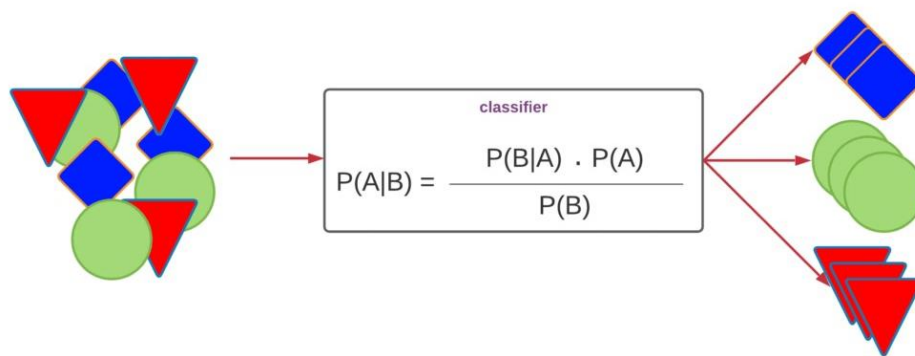 classifier
P(A|B) = P(B|A) . P(A)
P(B)